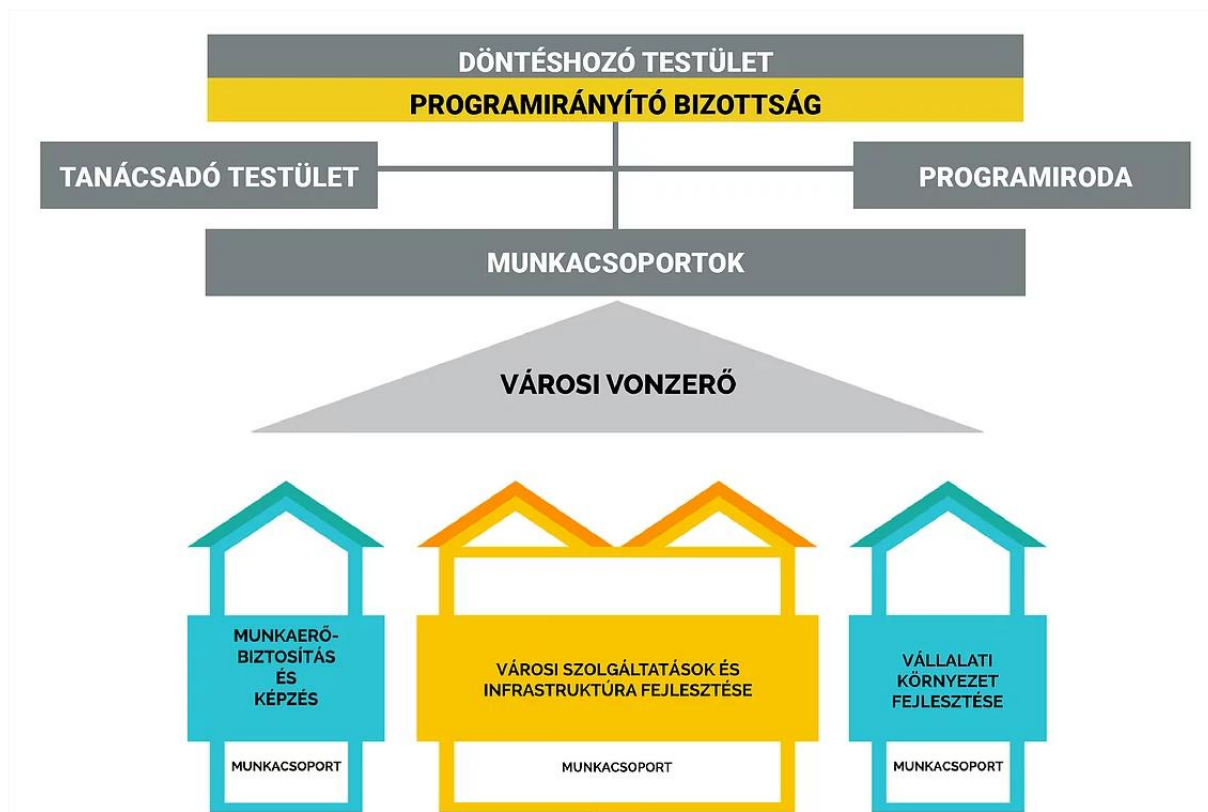 DÖNTÉSHOZÓ TESTÜLET
PROGRAMIRÁNYÍTÓ BIZOTTSÁG
TANÁCSADÓ TESTÜLET
PROGRAMIRODA
MUNKACSOPORTOK
VÁROSI VONZERŐ
MUNKAERŐ-
BIZTOSÍTÁS
ÉS
KÉPZÉS
VÁROSI SZOLGÁLTATÁSOK ÉS
INFRASTRUKTÚRA FEJLESZTÉSE
VÁLLALATI
KÖRNYEZET
FEJLESZTÉSE
MUNKACSOPORT
MUNKACSOPORT
MUNKACSOPORT